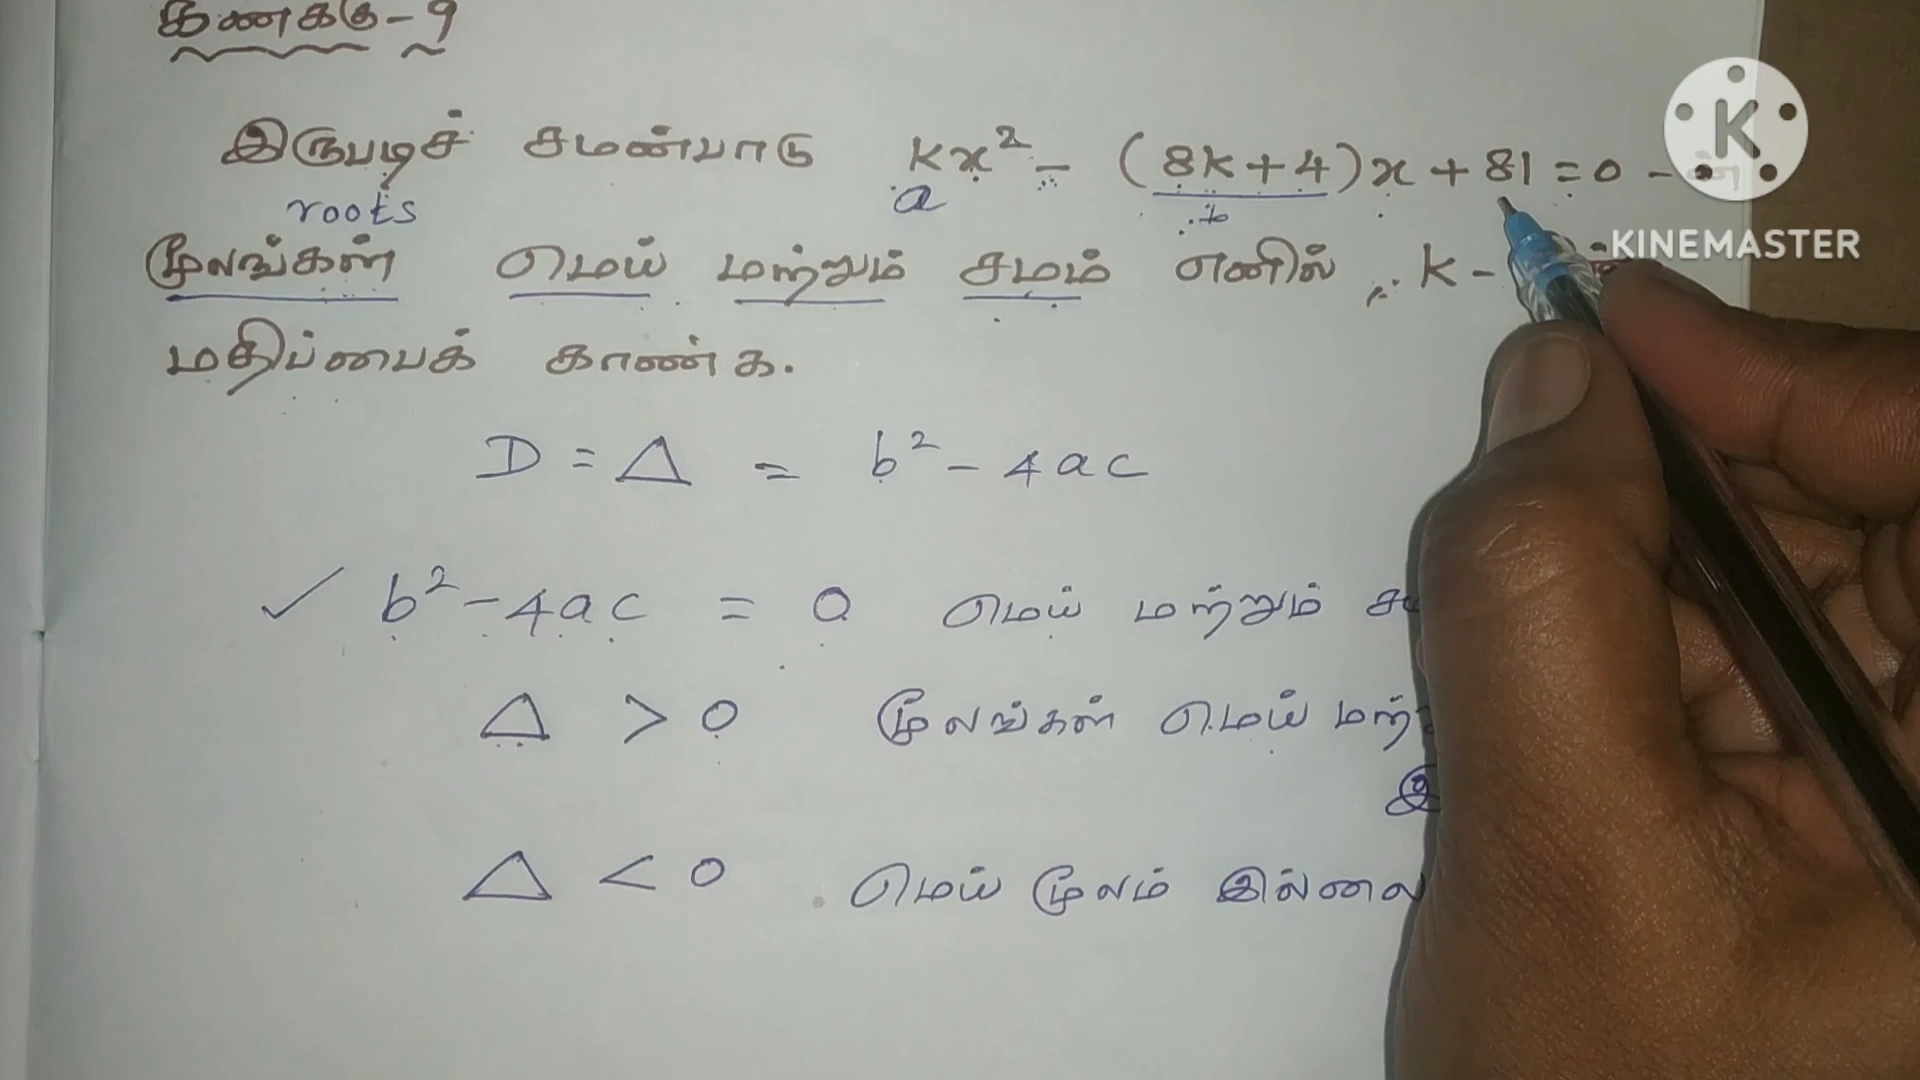 கணக்கு - 9
இருபடிச் சமன்பாடு kx² - (8k+4)x + 81 = 0 -
roots a b
மூலங்கள் மெய் மற்றும் சமம் எனில், k -
மதிப்பைக் காண்க.
D = Δ = b² - 4ac
✓ b² - 4ac = 0 மெய் மற்றும்
Δ > 0 மூலங்கள் மெய்
Δ < 0 மெய் மூலம் இல்லை
K
KINEMASTER